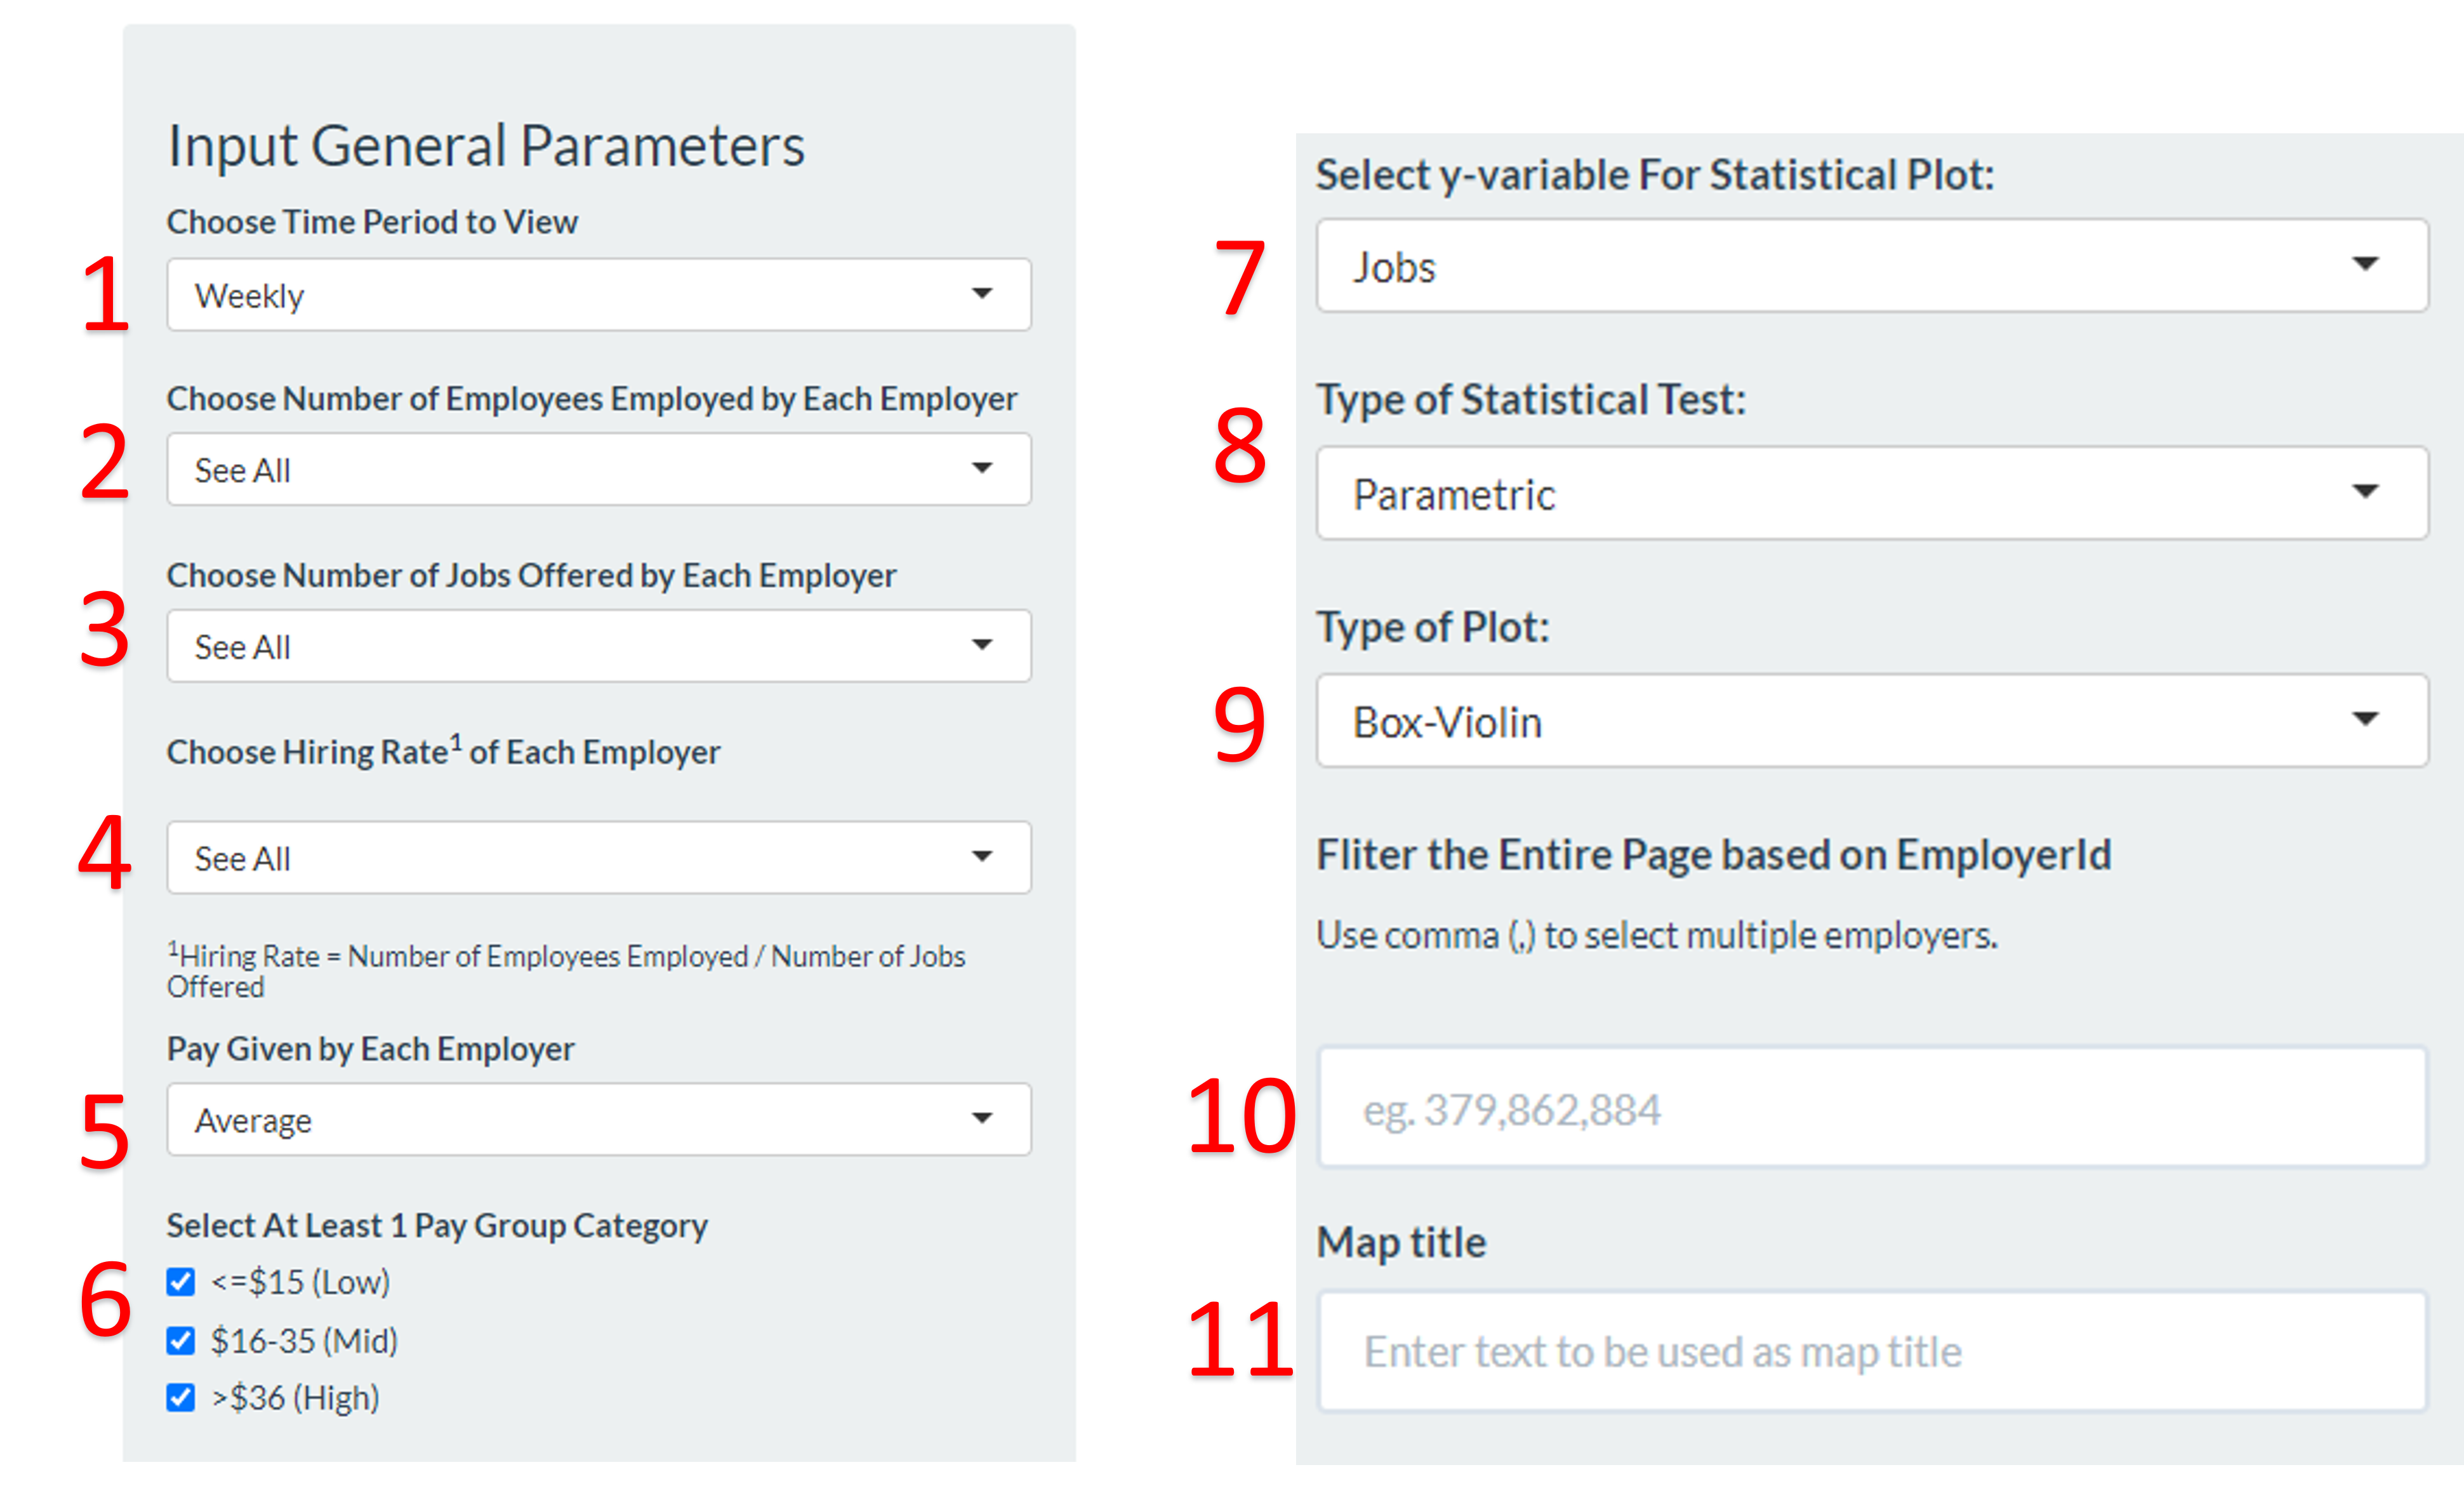 Input General Parameters
Choose Time Period to View
1
Weekly
Choose Number of Employees Employed by Each Employer
2
See All
Choose Number of Jobs Offered by Each Employer
3
See All
Choose Hiring Rate¹ of Each Employer
4
See All
¹Hiring Rate = Number of Employees Employed / Number of Jobs
Offered
Pay Given by Each Employer
5
Average
Select At Least 1 Pay Group Category
6
<=$15 (Low)
$16-35 (Mid)
>$36 (High)
Select y-variable For Statistical Plot:
7
Jobs
Type of Statistical Test:
8
Parametric
Type of Plot:
9
Box-Violin
Fliter the Entire Page based on EmployerId
Use comma (,) to select multiple employers.
10
eg. 379,862,884
Map title
11
Enter text to be used as map title